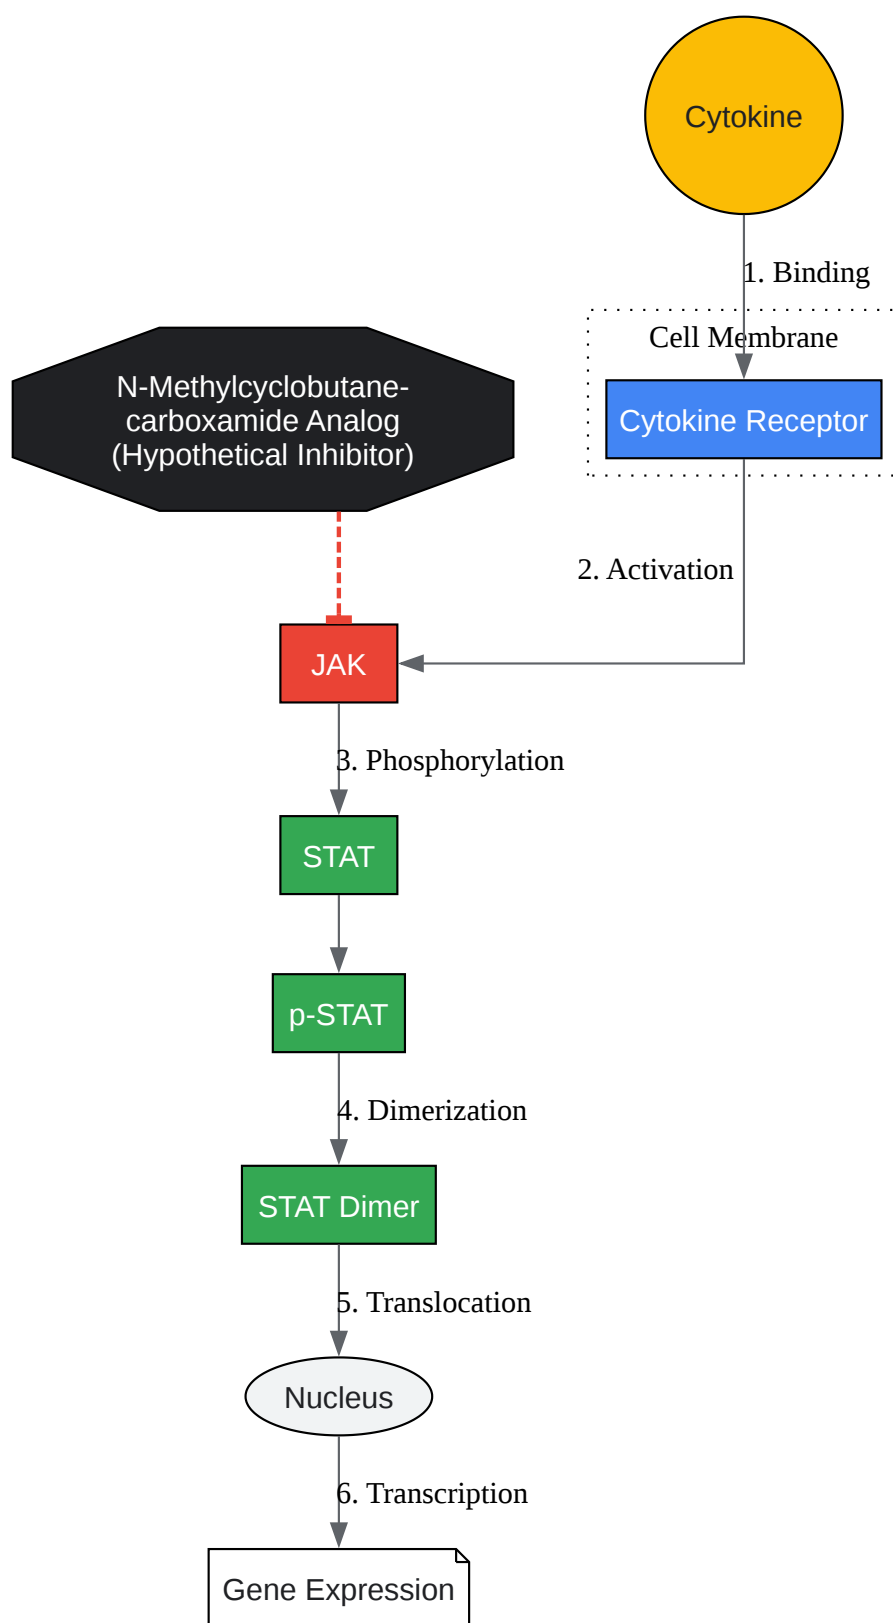 Cytokine
1. Binding
Cell Membrane
Cytokine Receptor
N-Methylcyclobutane-
carboxamide Analog
(Hypothetical Inhibitor)
2. Activation
JAK
3. Phosphorylation
STAT
p-STAT
4. Dimerization
STAT Dimer
5. Translocation
Nucleus
6. Transcription
Gene Expression